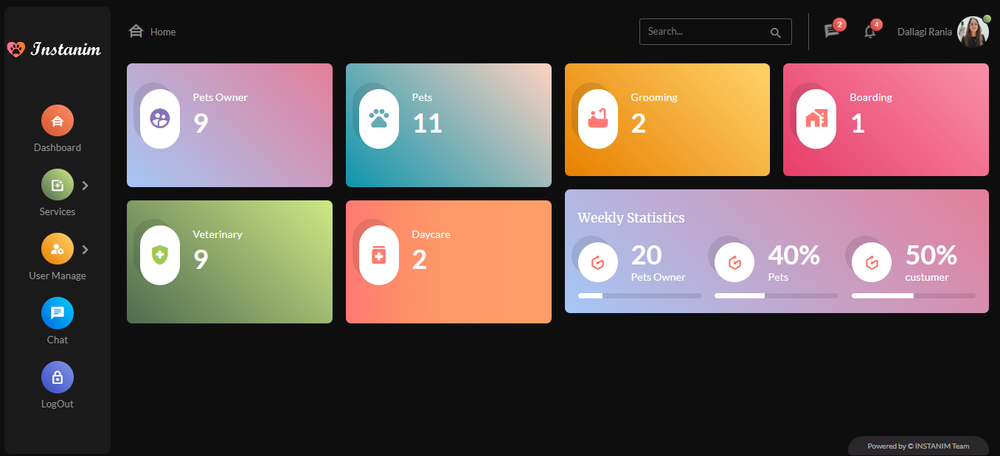 Instanim
Dashboard
Services
User Manage
Chat
LogOut
Home
Search...
2
4
Dallagi Rania
Pets Owner
9
Pets
11
Grooming
2
Boarding
1
Veterinary
9
Daycare
2
Weekly Statistics
20
Pets Owner
40%
Pets
50%
custumer
Powered by © INSTANIM Team